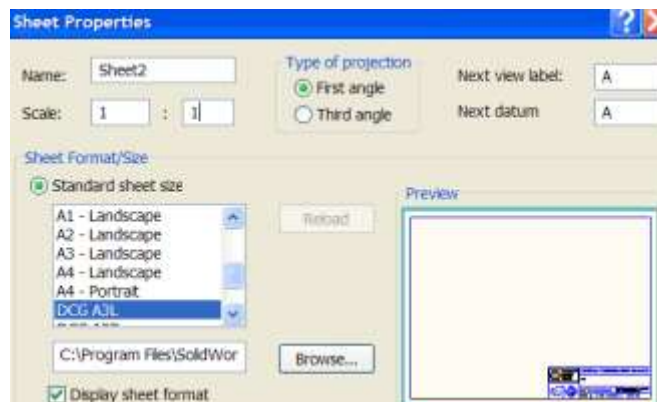 Sheet Properties
Name: Sheet2
Scale: 1 : 1
Type of projection
First angle
Third angle
Next view label: A
Next datum A
Sheet Format/Size
Standard sheet size
A1 - Landscape
A2 - Landscape
A3 - Landscape
A4 - Landscape
A4 - Portrait
DCG A3L
Reload
C:\Program Files\SolidWor
Browse...
Display sheet format
Preview